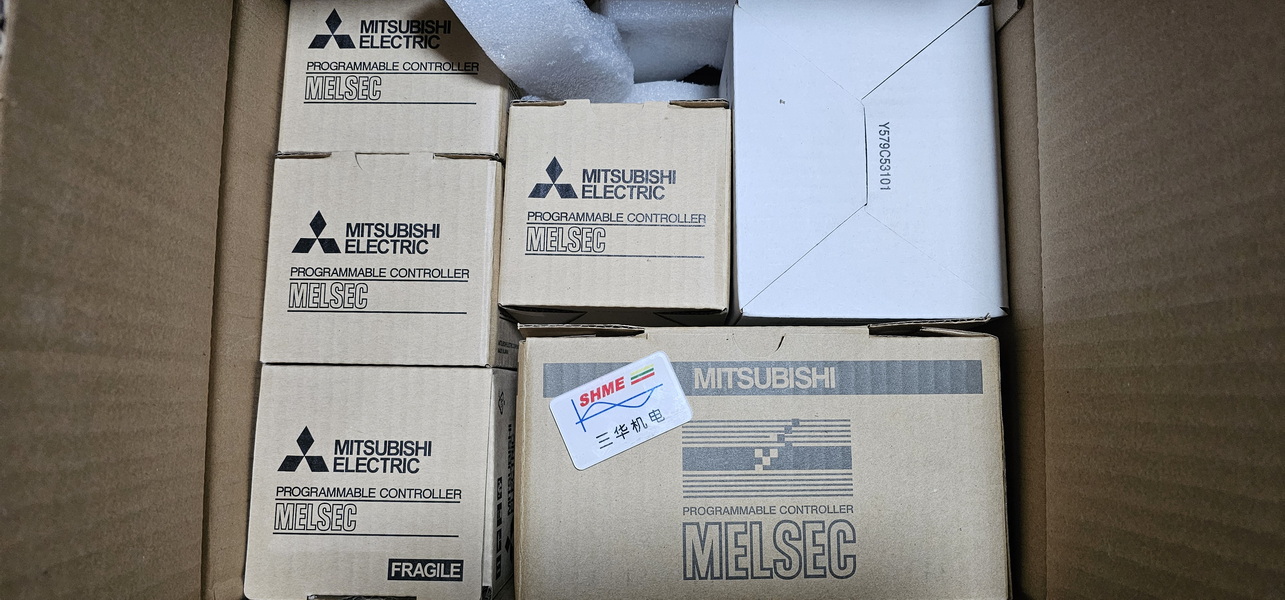 MITSUBISHI
ELECTRIC
PROGRAMMABLE CONTROLLER
MELSEC
MITSUBISHI
ELECTRIC
PROGRAMMABLE CONTROLLER
MELSEC
MITSUBISHI
ELECTRIC
PROGRAMMABLE CONTROLLER
MELSEC
FRAGILE
MITSUBISHI
ELECTRIC
PROGRAMMABLE CONTROLLER
MELSEC
Y579C53101
MITSUBISHI
SHME
三华机电
PROGRAMMABLE CONTROLLER
MELSEC